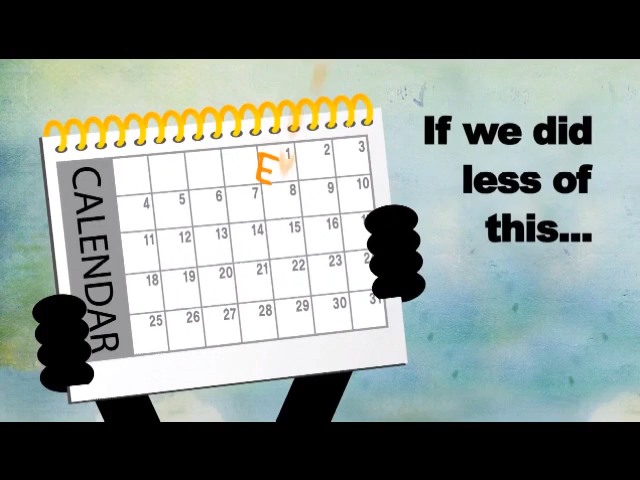 If we did
less of
this...
CALENDAR
E
1 2 3
4 5 6 7 8 9 10
11 12 13 14 15 16
18 19 20 21 22 23
25 26 27 28 29 30 31